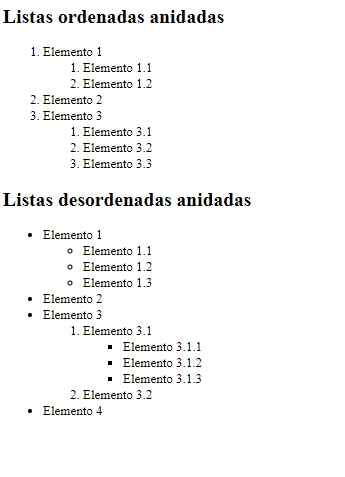 Listas ordenadas anidadas
1. Elemento 1
1. Elemento 1.1
2. Elemento 1.2
2. Elemento 2
3. Elemento 3
1. Elemento 3.1
2. Elemento 3.2
3. Elemento 3.3
Listas desordenadas anidadas
• Elemento 1
◦ Elemento 1.1
◦ Elemento 1.2
◦ Elemento 1.3
• Elemento 2
• Elemento 3
1. Elemento 3.1
▪ Elemento 3.1.1
▪ Elemento 3.1.2
▪ Elemento 3.1.3
2. Elemento 3.2
• Elemento 4